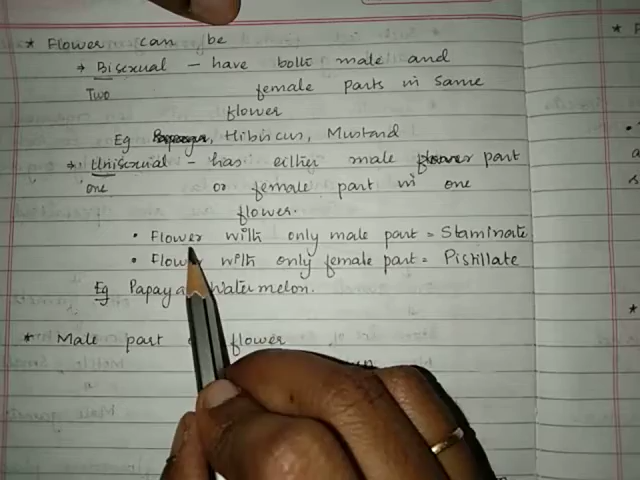 * Flower can be
→ Bisexual - have both male and
Two female parts in same
flower
Eg , Hibiscus, Mustard
→ Unisexual - has either male part
one or female part in one
flower.
• Flower with only male part = Staminate
• Flower with only female part = Pistillate
Eg Papaya Watermelon.
* Male part flower